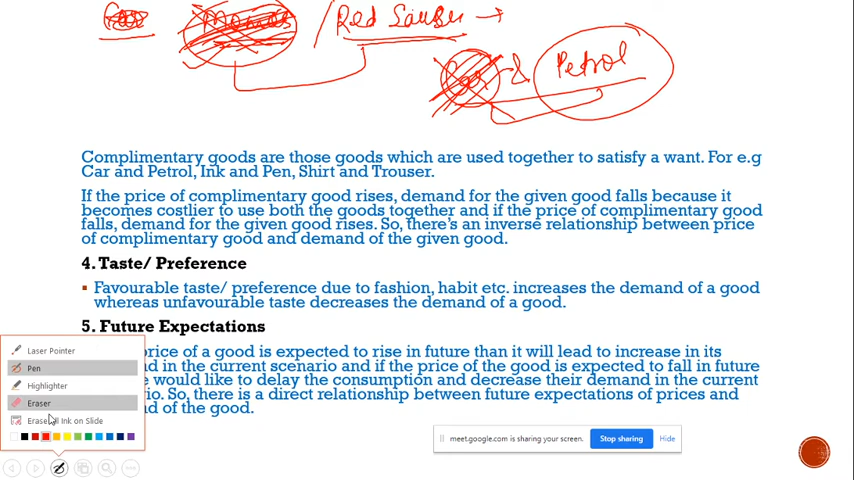 Momos / Red Sauce →
Car & Petrol
Complimentary goods are those goods which are used together to satisfy a want. For e.g
Car and Petrol, Ink and Pen, Shirt and Trouser.
If the price of complimentary good rises, demand for the given good falls because it
becomes costlier to use both the goods together and if the price of complimentary good
falls, demand for the given good rises. So, there's an inverse relationship between price
of complimentary good and demand of the given good.
4. Taste/ Preference
▪ Favourable taste/ preference due to fashion, habit etc. increases the demand of a good
whereas unfavourable taste decreases the demand of a good.
5. Future Expectations
price of a good is expected to rise in future than it will lead to increase in its
in the current scenario and if the price of the good is expected to fall in future
would like to delay the consumption and decrease their demand in the current
So, there is a direct relationship between future expectations of prices and
of the good.
Laser Pointer
Pen
Highlighter
Eraser
Erase All Ink on Slide
meet.google.com is sharing your screen.
Stop sharing
Hide